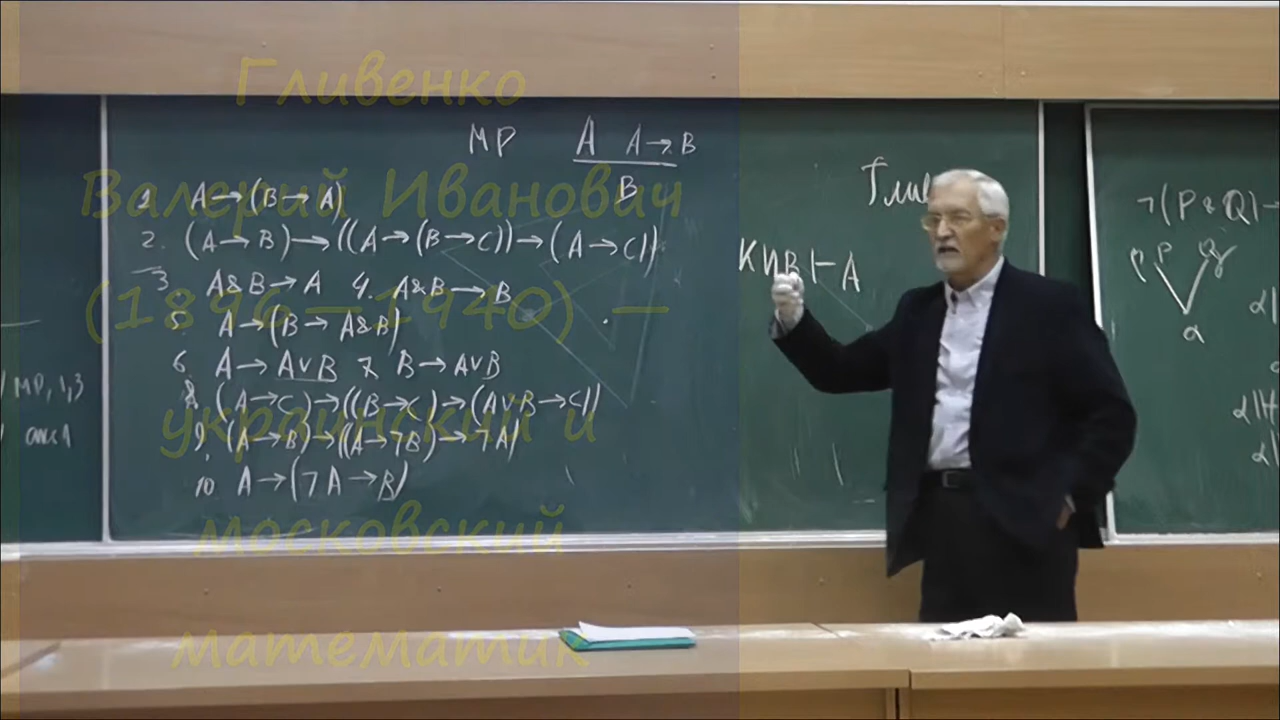 Гливенко
Валерий Иванович
(1896–1940) —
украинский и
московский
математик
MP A A→B
B
1. A→(B→A)
2. (A→B)→((A→(B→C))→(A→C))
3. A&B→A 4. A&B→B
5. A→(B→A&B)
6. A→A∨B 7. B→A∨B
8. (A→C)→((B→C)→(A∨B→C))
9. (A→B)→((A→¬B)→¬A)
10. A→(¬A→B)
MP, 1, 3
КИВ ⊢ A
¬(P&Q)
P
α